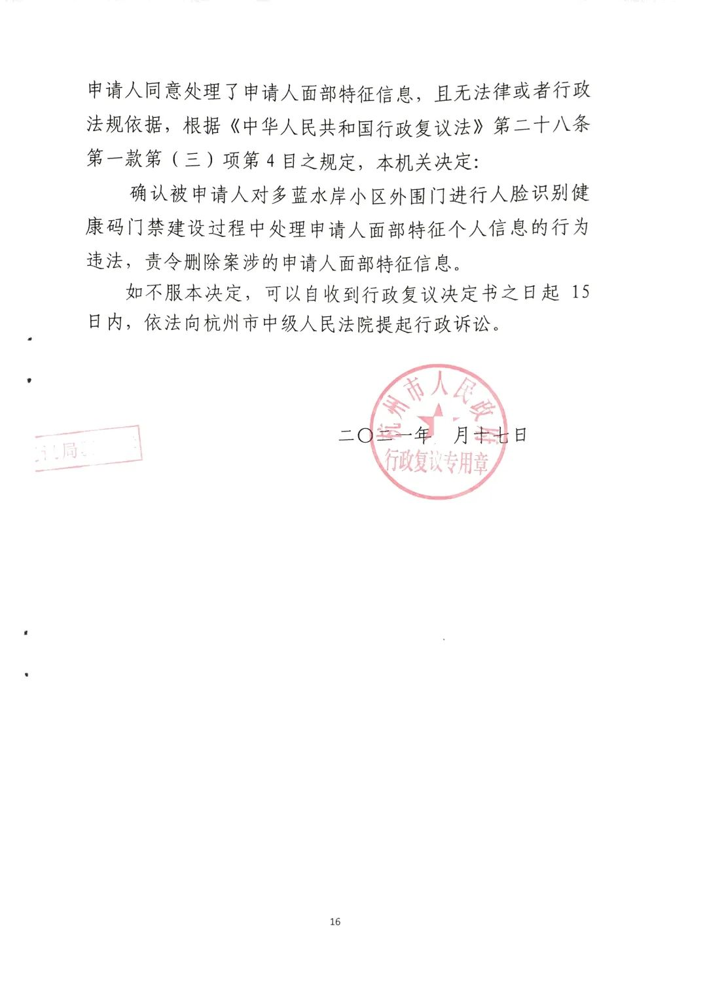 申请人同意处理了申请人面部特征信息，且无法律或者行政
法规依据，根据《中华人民共和国行政复议法》第二十八条
第一款第（三）项第4目之规定，本机关决定：
确认被申请人对多蓝水岸小区外围门进行人脸识别健
康码门禁建设过程中处理申请人面部特征个人信息的行为
违法，责令删除案涉的申请人面部特征信息。
如不服本决定，可以自收到行政复议决定书之日起 15
日内，依法向杭州市中级人民法院提起行政诉讼。
杭州市人民政府
二〇二一年 月十七日
局
行政复议专用章
16